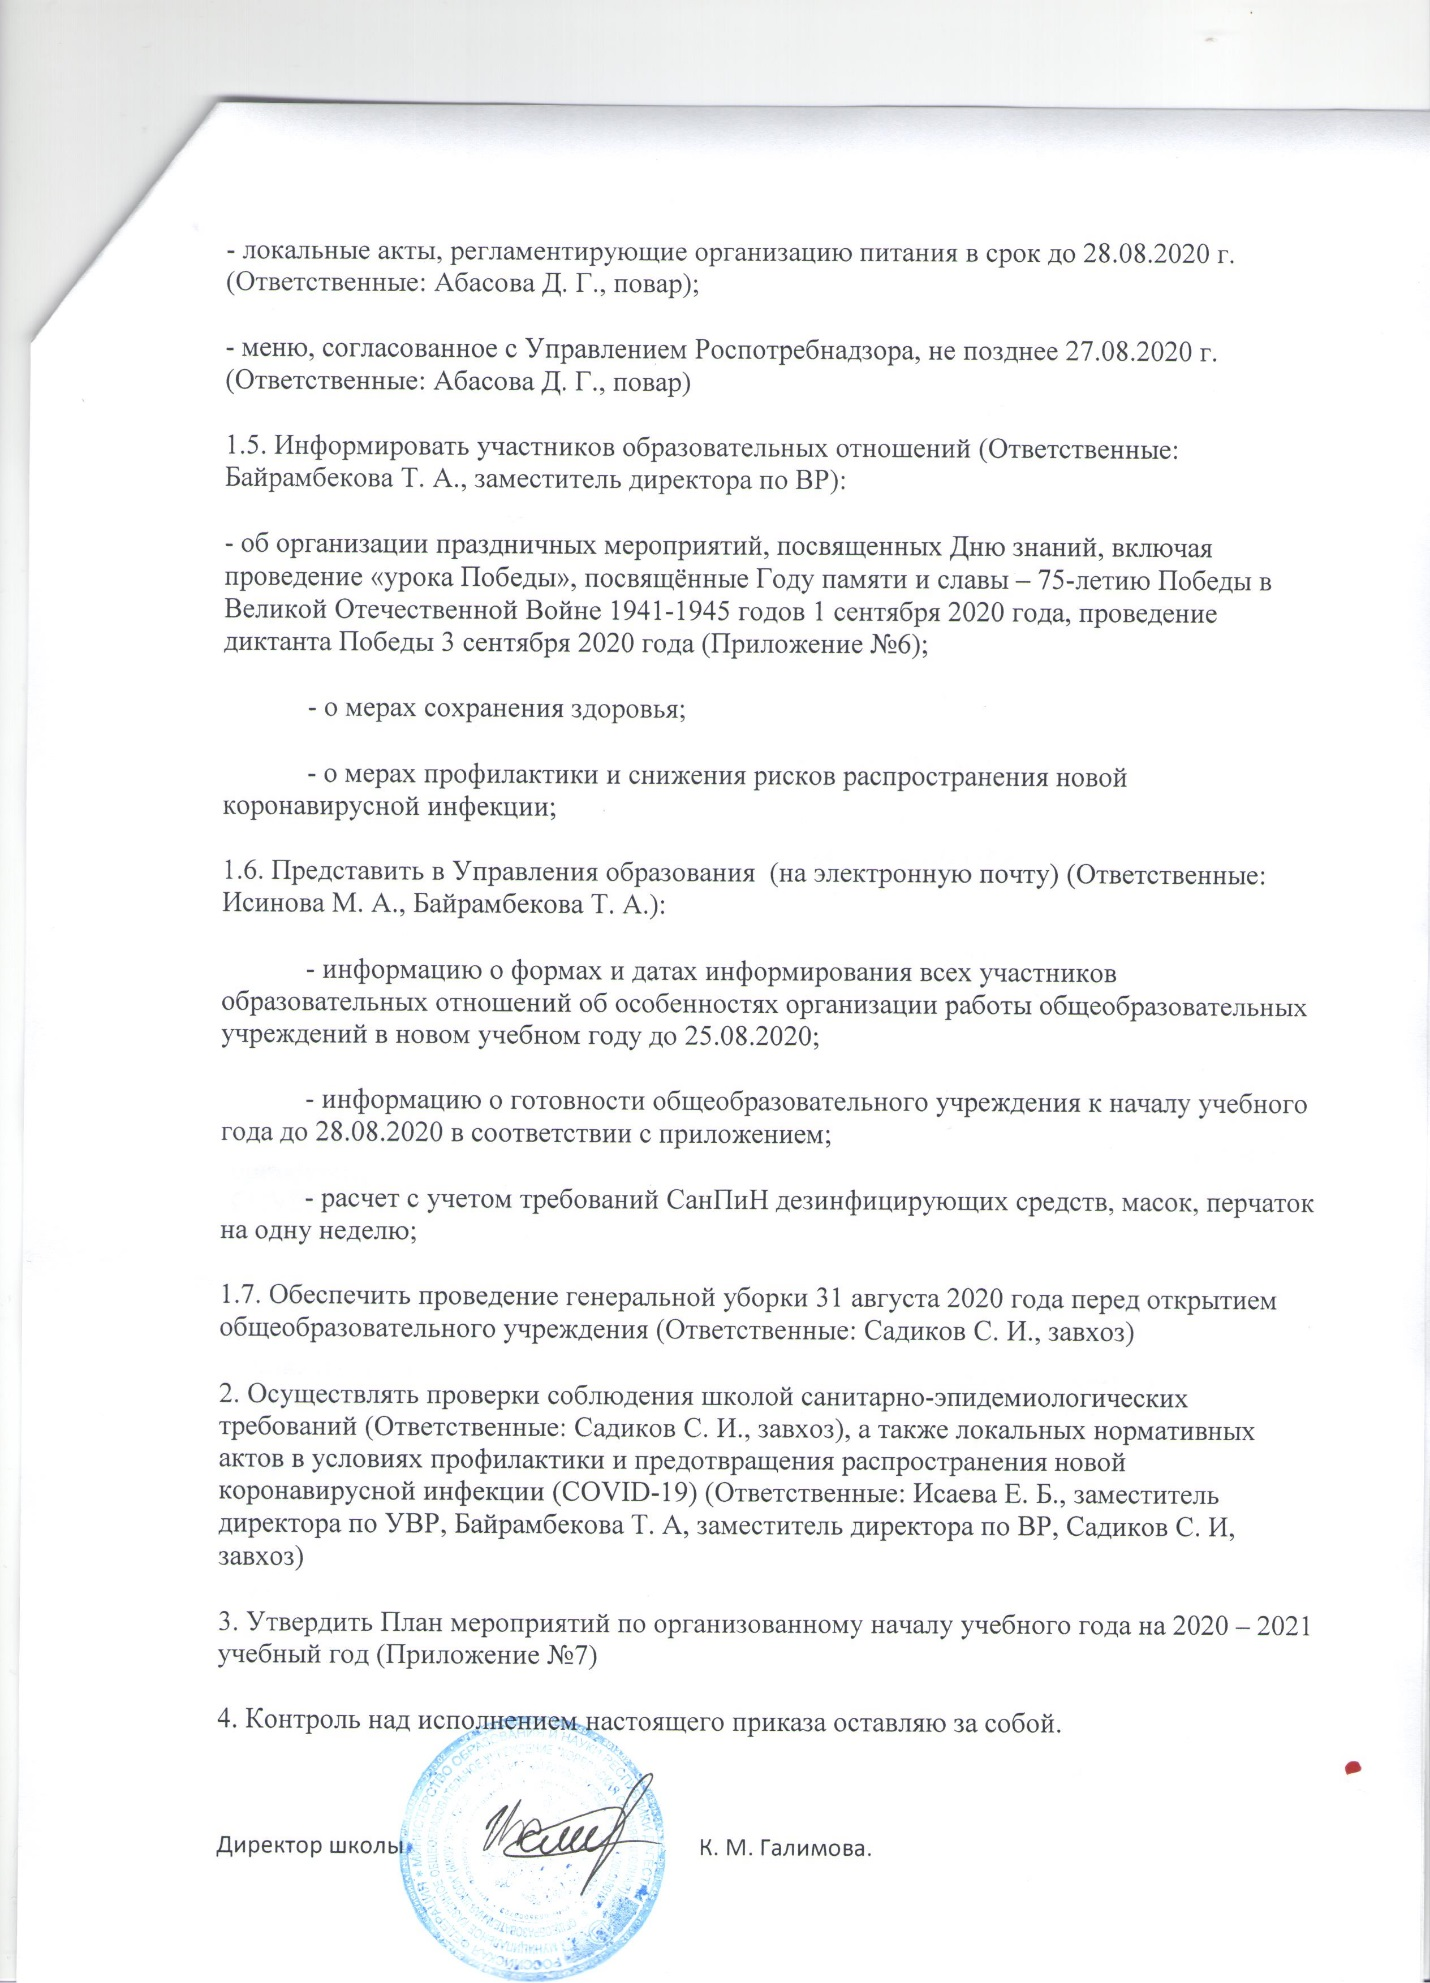 - локальные акты, регламентирующие организацию питания в срок до 28.08.2020 г.
(Ответственные: Абасова Д. Г., повар);
- меню, согласованное с Управлением Роспотребнадзора, не позднее 27.08.2020 г.
(Ответственные: Абасова Д. Г., повар)
1.5. Информировать участников образовательных отношений (Ответственные:
Байрамбекова Т. А., заместитель директора по ВР):
- об организации праздничных мероприятий, посвященных Дню знаний, включая
проведение «урока Победы», посвящённые Году памяти и славы – 75-летию Победы в
Великой Отечественной Войне 1941-1945 годов 1 сентября 2020 года, проведение
диктанта Победы 3 сентября 2020 года (Приложение №6);
- о мерах сохранения здоровья;
- о мерах профилактики и снижения рисков распространения новой
коронавирусной инфекции;
1.6. Представить в Управления образования (на электронную почту) (Ответственные:
Исинова М. А., Байрамбекова Т. А.):
- информацию о формах и датах информирования всех участников
образовательных отношений об особенностях организации работы общеобразовательных
учреждений в новом учебном году до 25.08.2020;
- информацию о готовности общеобразовательного учреждения к началу учебного
года до 28.08.2020 в соответствии с приложением;
- расчет с учетом требований СанПиН дезинфицирующих средств, масок, перчаток
на одну неделю;
1.7. Обеспечить проведение генеральной уборки 31 августа 2020 года перед открытием
общеобразовательного учреждения (Ответственные: Садиков С. И., завхоз)
2. Осуществлять проверки соблюдения школой санитарно-эпидемиологических
требований (Ответственные: Садиков С. И., завхоз), а также локальных нормативных
актов в условиях профилактики и предотвращения распространения новой
коронавирусной инфекции (COVID-19) (Ответственные: Исаева Е. Б., заместитель
директора по УВР, Байрамбекова Т. А, заместитель директора по ВР, Садиков С. И,
завхоз)
3. Утвердить План мероприятий по организованному началу учебного года на 2020 – 2021
учебный год (Приложение №7)
4. Контроль над исполнением настоящего приказа оставляю за собой.
Директор школы К. М. Галимова.